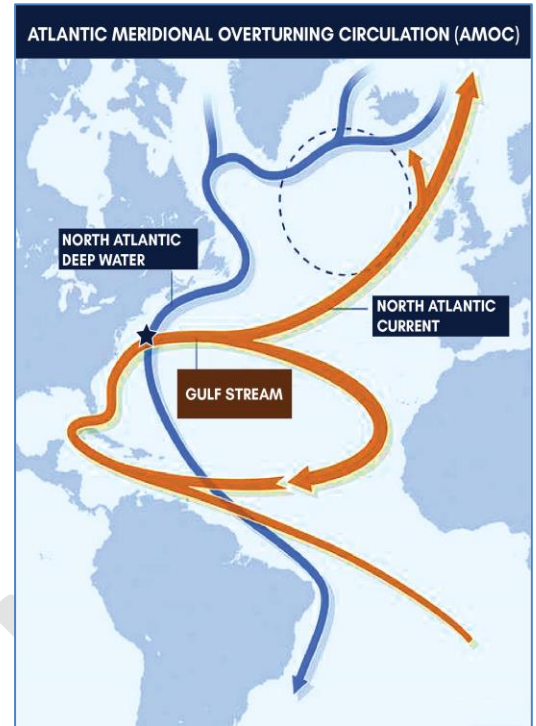 ATLANTIC MERIDIONAL OVERTURNING CIRCULATION (AMOC)
NORTH ATLANTIC
DEEP WATER
NORTH ATLANTIC
CURRENT
GULF STREAM